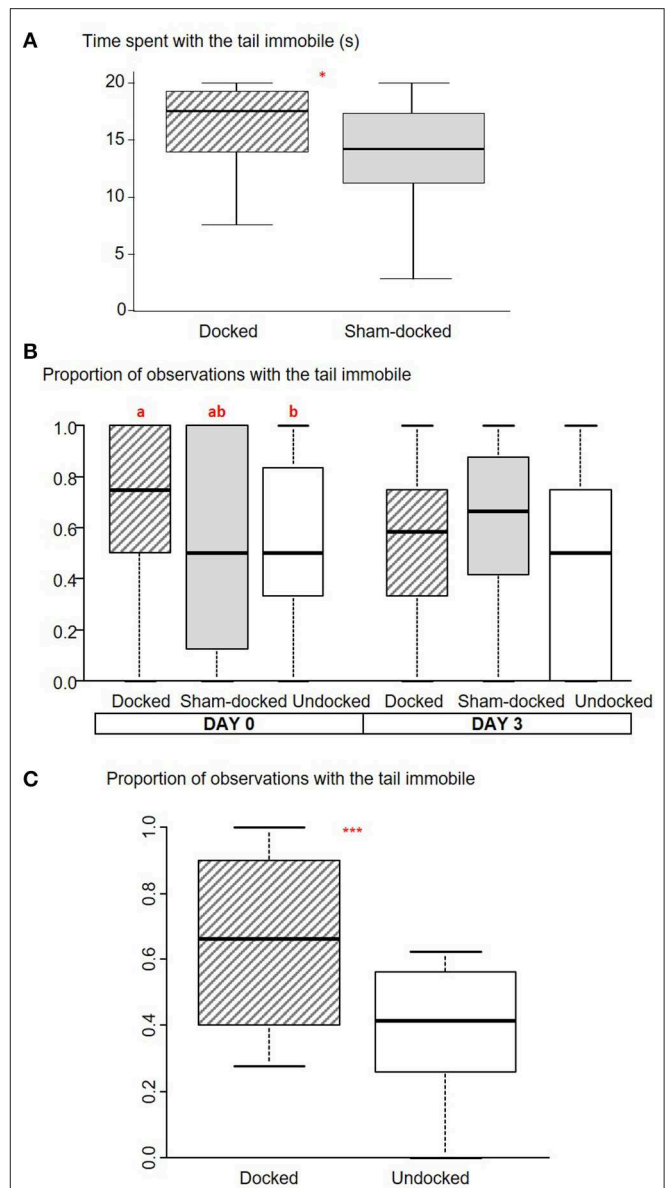 A
Time spent with the tail immobile (s)
*
20
15
10
5
0
Docked Sham-docked
B
Proportion of observations with the tail immobile
a ab b
1.0
0.8
0.6
0.4
0.2
0.0
Docked Sham-docked Undocked Docked Sham-docked Undocked
DAY 0 DAY 3
C
Proportion of observations with the tail immobile
***
1.0
0.8
0.6
0.4
0.2
0.0
Docked Undocked